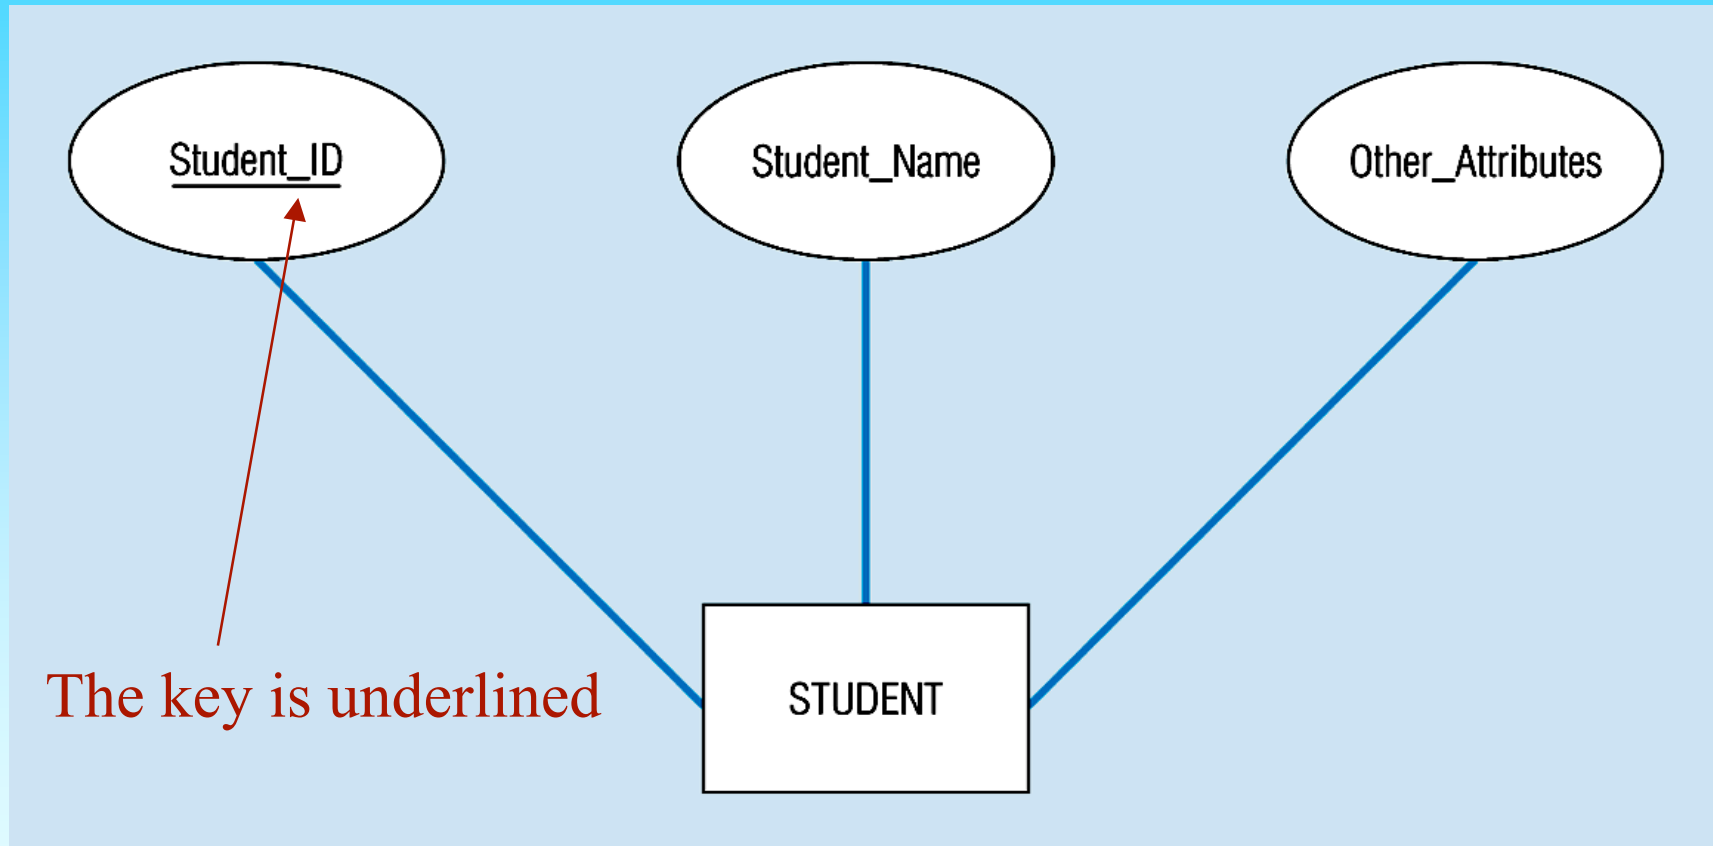 Student_ID
Student_Name
Other_Attributes
The key is underlined
STUDENT